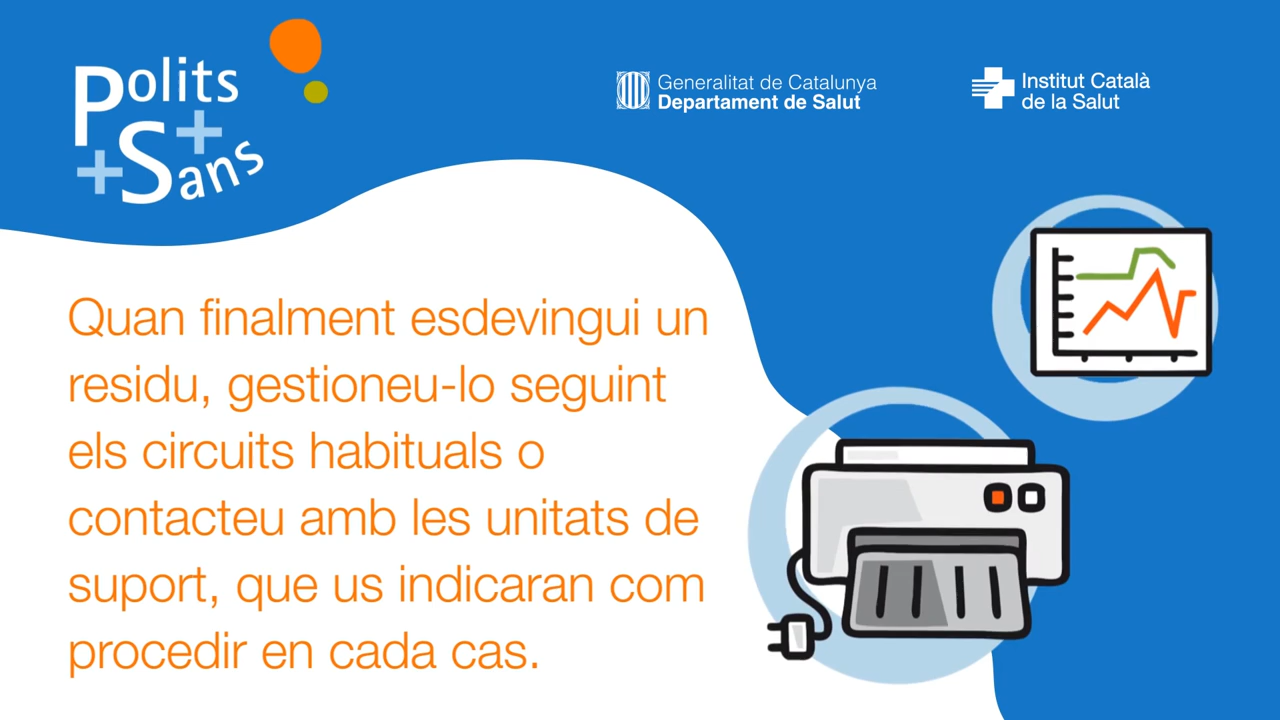 Polits
Sans
Generalitat de Catalunya
Departament de Salut
Institut Català
de la Salut
Quan finalment esdevingui un
residu, gestioneu-lo seguint
els circuits habituals o
contacteu amb les unitats de
suport, que us indicaran com
procedir en cada cas.